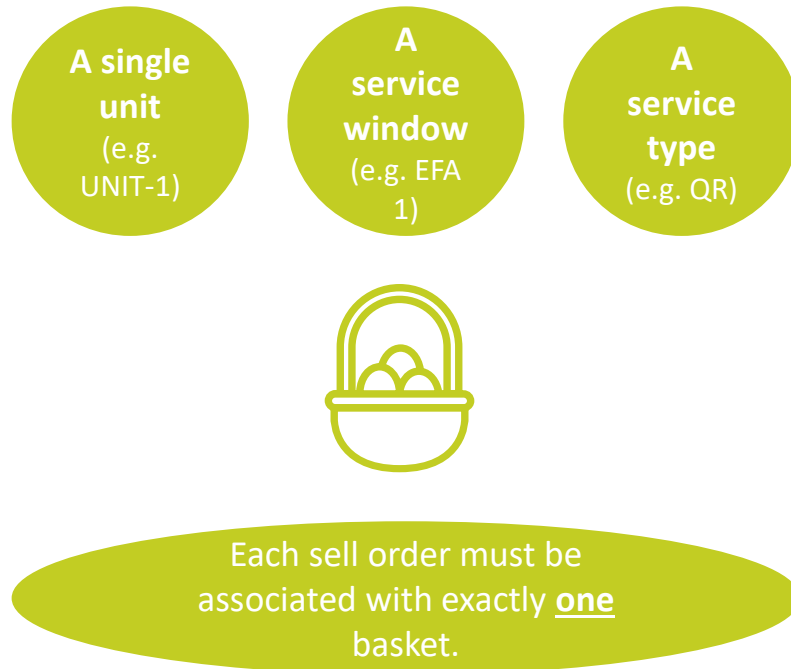 A single
unit
(e.g.
UNIT-1)
A
service
window
(e.g. EFA
1)
A
service
type
(e.g. QR)
Each sell order must be
associated with exactly one
basket.